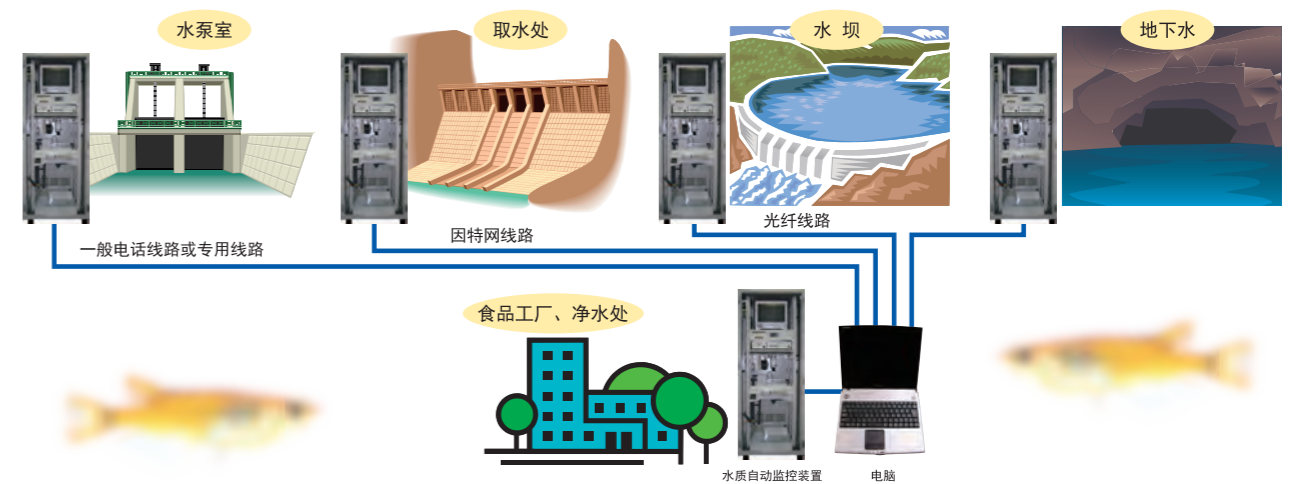 水泵室
取水处
水 坝
地下水
一般电话线路或专用线路
因特网线路
光纤线路
食品工厂、净水处
水质自动监控装置
电脑